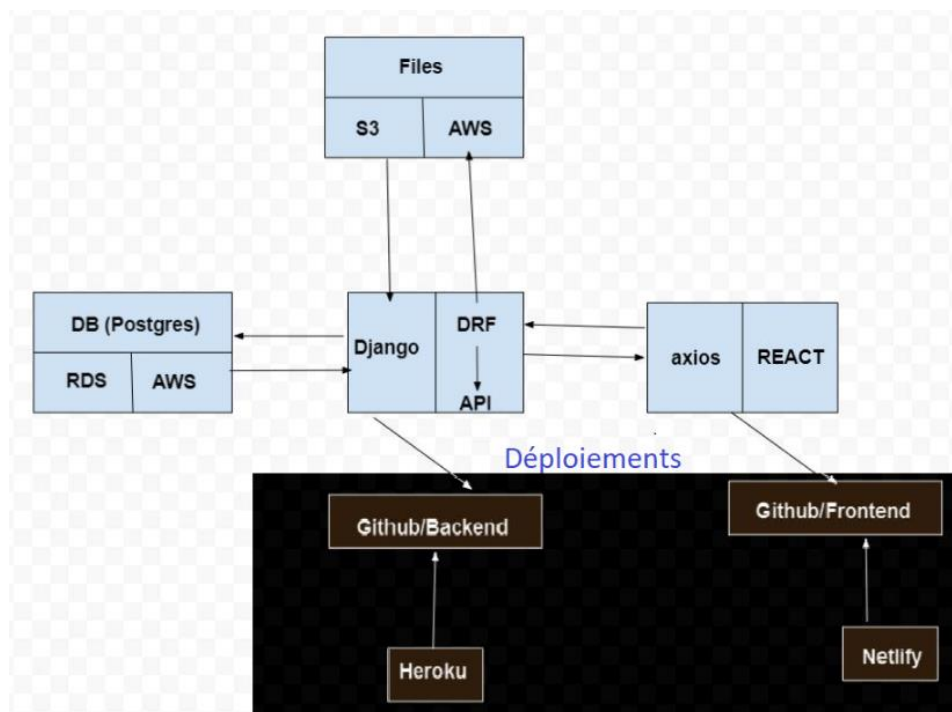 Files
S3
AWS
DB (Postgres)
RDS
AWS
Django
DRF
API
axios
REACT
Déploiements
Github/Backend
Github/Frontend
Heroku
Netlify